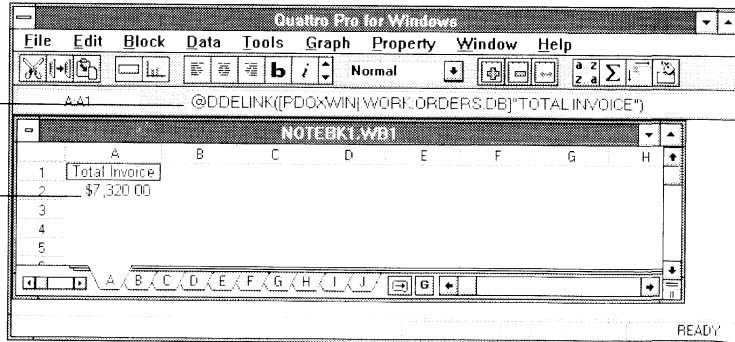 Quattro Pro for Windows
File Edit Block Data Tools Graph Property Window Help
b i Normal a z z a Σ
A:A1 @DDELINK([PDOXWIN|:WORK:ORDERS.DB]"TOTAL INVOICE")
NOTEBK1.WB1
A B C D E F G H
1 Total Invoice
2 $7,320.00
3
4
5
A B C D E F G H I J G
READY